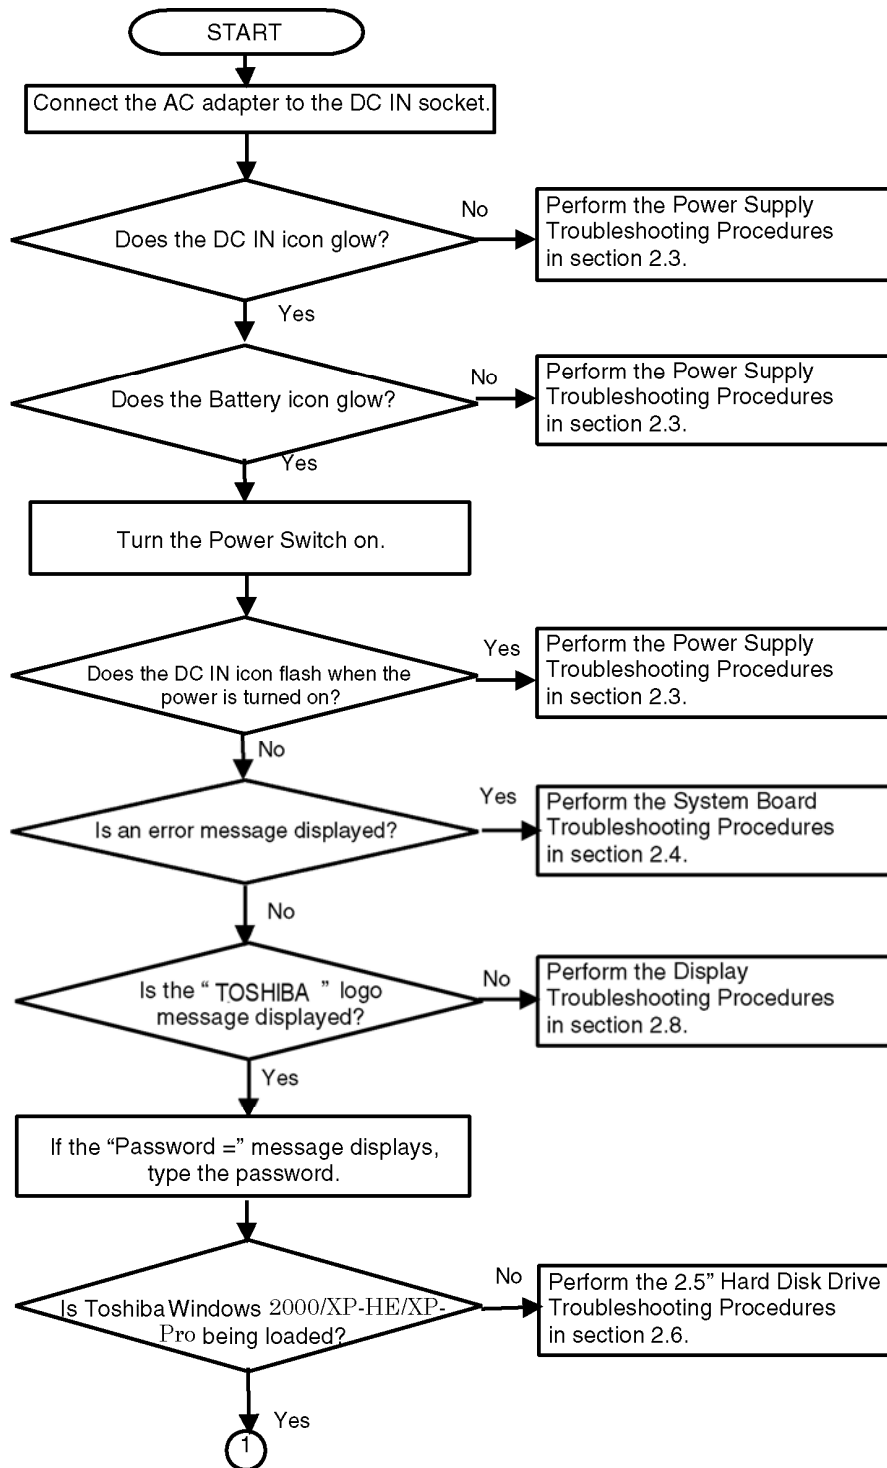 START
Connect the AC adapter to the DC IN socket.
Does the DC IN icon glow?
No
Perform the Power Supply
Troubleshooting Procedures
in section 2.3.
Yes
Does the Battery icon glow?
No
Perform the Power Supply
Troubleshooting Procedures
in section 2.3.
Yes
Turn the Power Switch on.
Does the DC IN icon flash when the
power is turned on?
Yes
Perform the Power Supply
Troubleshooting Procedures
in section 2.3.
No
Is an error message displayed?
Yes
Perform the System Board
Troubleshooting Procedures
in section 2.4.
No
Is the “ TOSHIBA ” logo
message displayed?
No
Perform the Display
Troubleshooting Procedures
in section 2.8.
Yes
If the “Password =” message displays,
type the password.
Is Toshiba Windows 2000/XP-HE/XP-
Pro being loaded?
No
Perform the 2.5” Hard Disk Drive
Troubleshooting Procedures
in section 2.6.
Yes
1